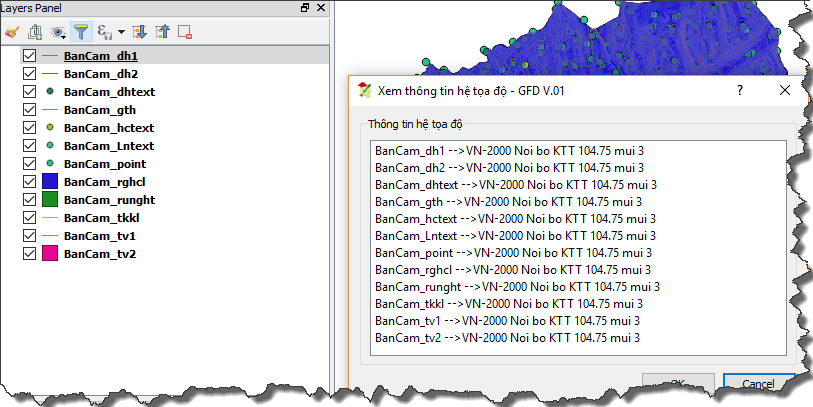 Layers Panel
BanCam_dh1
BanCam_dh2
BanCam_dhtext
BanCam_gth
BanCam_hctext
BanCam_Lntext
BanCam_point
BanCam_rghcl
BanCam_runght
BanCam_tkkl
BanCam_tv1
BanCam_tv2
Xem thông tin hệ tọa độ - GFD V.01
Thông tin hệ tọa độ
BanCam_dh1 -->VN-2000 Noi bo KTT 104.75 mui 3
BanCam_dh2 -->VN-2000 Noi bo KTT 104.75 mui 3
BanCam_dhtext -->VN-2000 Noi bo KTT 104.75 mui 3
BanCam_gth -->VN-2000 Noi bo KTT 104.75 mui 3
BanCam_hctext -->VN-2000 Noi bo KTT 104.75 mui 3
BanCam_Lntext -->VN-2000 Noi bo KTT 104.75 mui 3
BanCam_point -->VN-2000 Noi bo KTT 104.75 mui 3
BanCam_rghcl -->VN-2000 Noi bo KTT 104.75 mui 3
BanCam_runght -->VN-2000 Noi bo KTT 104.75 mui 3
BanCam_tkkl -->VN-2000 Noi bo KTT 104.75 mui 3
BanCam_tv1 -->VN-2000 Noi bo KTT 104.75 mui 3
BanCam_tv2 -->VN-2000 Noi bo KTT 104.75 mui 3
OK
Cancel